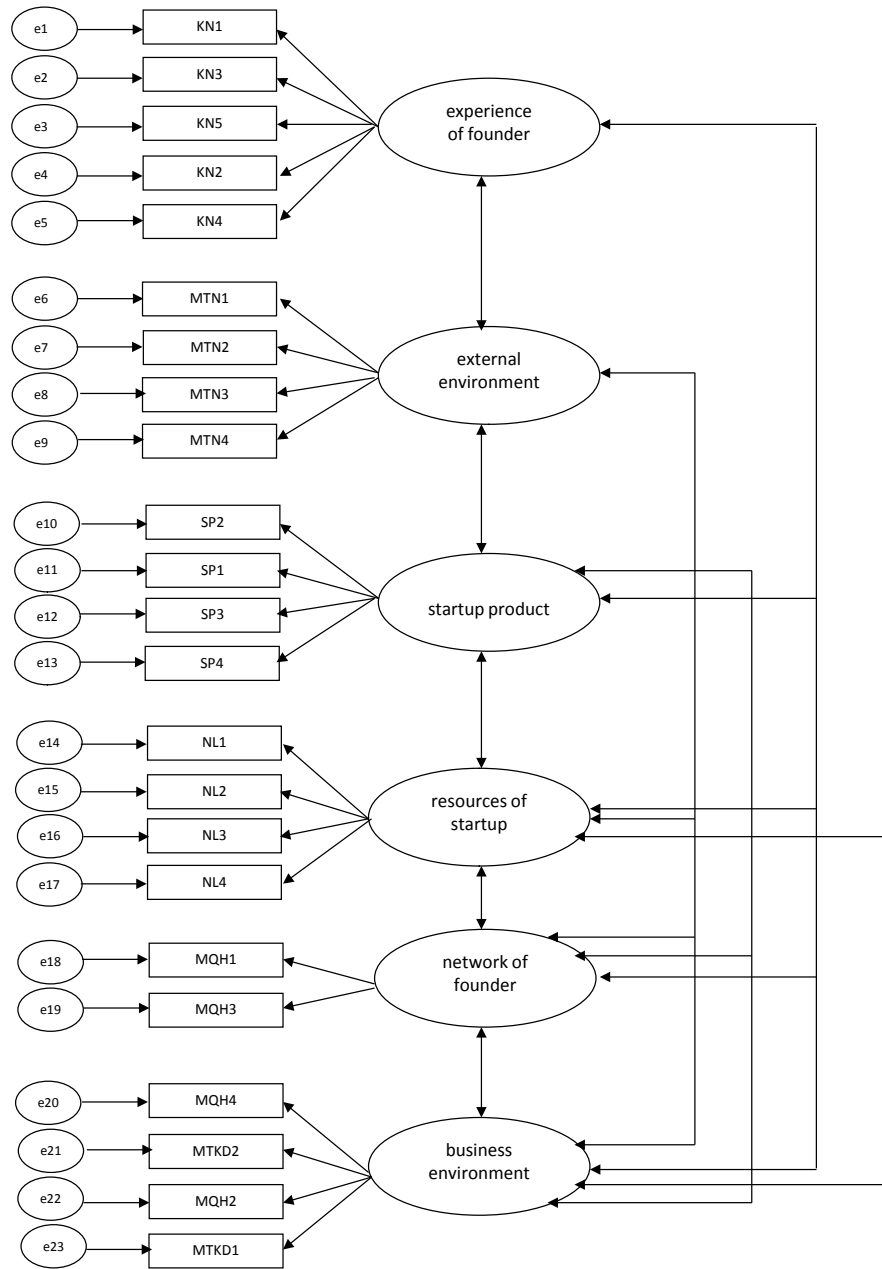 e1
KN1
e2
KN3
e3
KN5
e4
KN2
e5
KN4
experience
of founder
e6
MTN1
e7
MTN2
e8
MTN3
e9
MTN4
external
environment
e10
SP2
e11
SP1
e12
SP3
e13
SP4
startup product
e14
NL1
e15
NL2
e16
NL3
e17
NL4
resources of
startup
e18
MQH1
e19
MQH3
network of
founder
e20
MQH4
e21
MTKD2
e22
MQH2
e23
MTKD1
business
environment